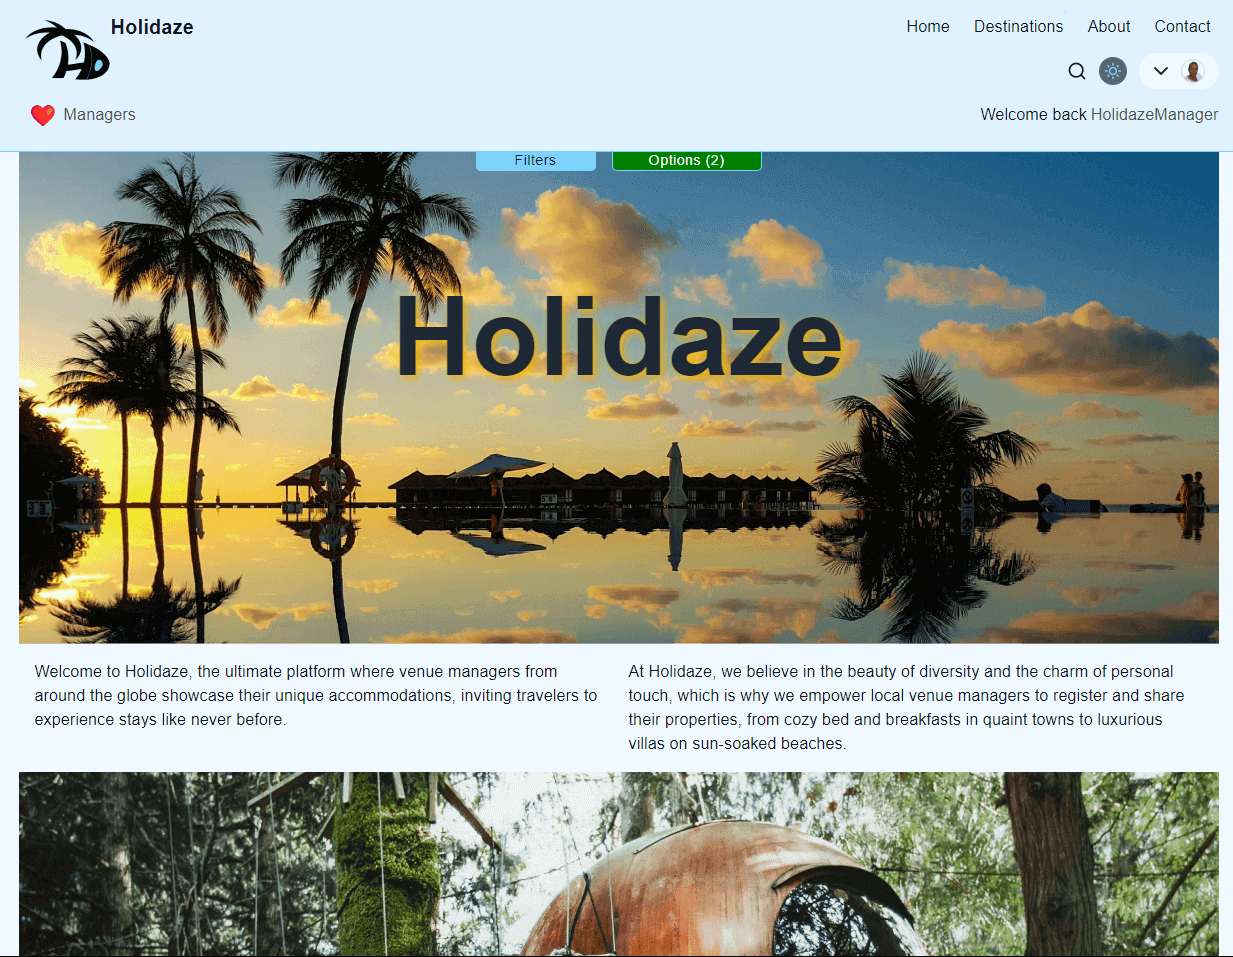 Holidaze
Home Destinations About Contact
Managers
Welcome back HolidazeManager
Filters Options (2)
Holidaze
Welcome to Holidaze, the ultimate platform where venue managers from
around the globe showcase their unique accommodations, inviting travelers to
experience stays like never before.
At Holidaze, we believe in the beauty of diversity and the charm of personal
touch, which is why we empower local venue managers to register and share
their properties, from cozy bed and breakfasts in quaint towns to luxurious
villas on sun-soaked beaches.